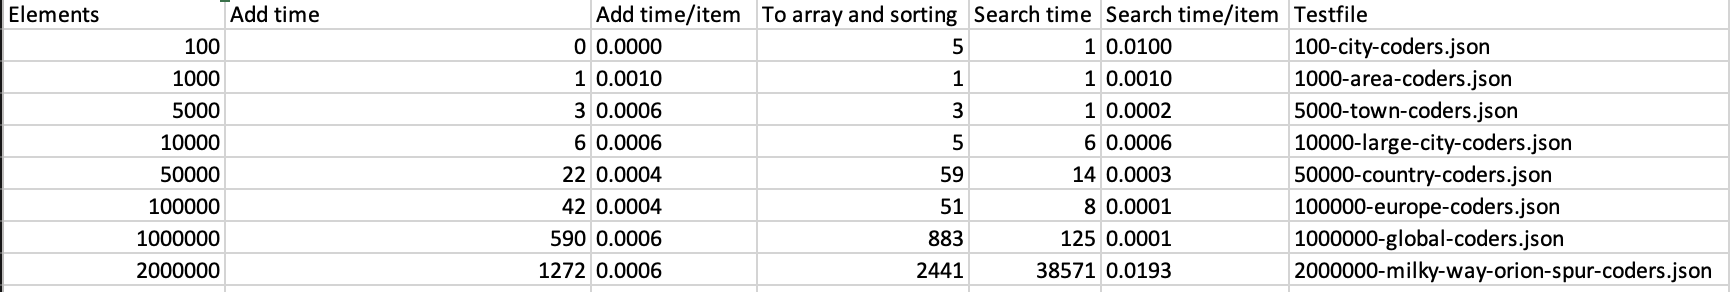 Elements Add time Add time/item To array and sorting Search time Search time/item Testfile
100 0 0.0000 5 1 0.0100 100-city-coders.json
1000 1 0.0010 1 1 0.0010 1000-area-coders.json
5000 3 0.0006 3 1 0.0002 5000-town-coders.json
10000 6 0.0006 5 6 0.0006 10000-large-city-coders.json
50000 22 0.0004 59 14 0.0003 50000-country-coders.json
100000 42 0.0004 51 8 0.0001 100000-europe-coders.json
1000000 590 0.0006 883 125 0.0001 1000000-global-coders.json
2000000 1272 0.0006 2441 38571 0.0193 2000000-milky-way-orion-spur-coders.json